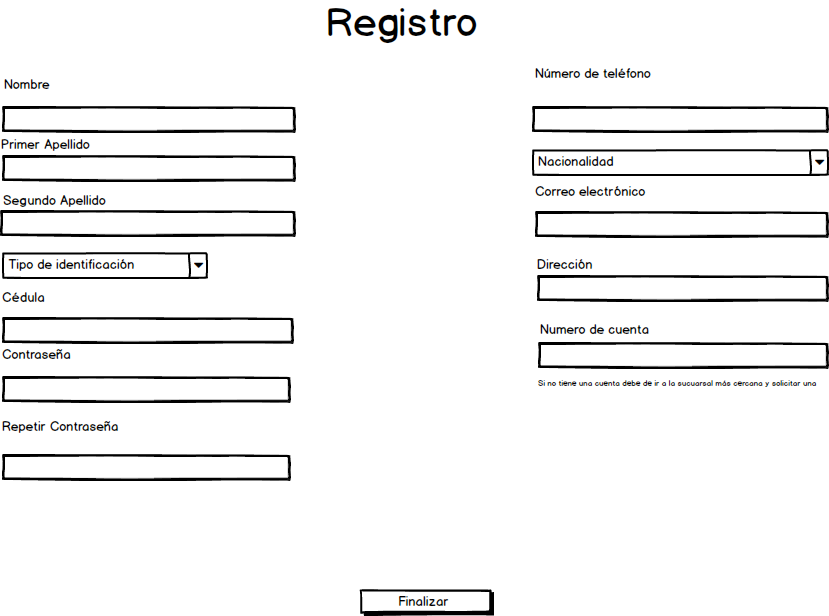 Registro
Nombre
Primer Apellido
Segundo Apellido
Tipo de identificación
Cédula
Contraseña
Repetir Contraseña
Número de teléfono
Nacionalidad
Correo electrónico
Dirección
Numero de cuenta
Si no tiene una cuenta debe de ir a la sucuarsal más cercana y solicitar una
Finalizar